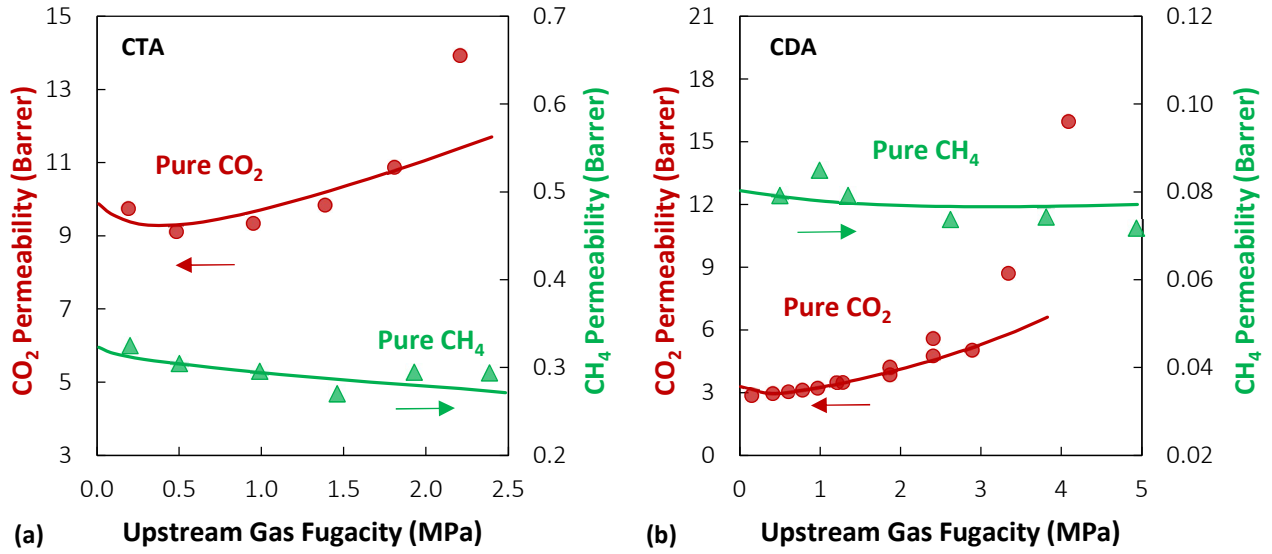 CTA
Pure CO₂
Pure CH₄
CO₂ Permeability (Barrer)
15
13
11
9
7
5
3
0.7
0.6
0.5
0.4
0.3
0.2
CH₄ Permeability (Barrer)
0.0 0.5 1.0 1.5 2.0 2.5
(a) Upstream Gas Fugacity (MPa)
CDA
Pure CH₄
Pure CO₂
CO₂ Permeability (Barrer)
21
18
15
12
9
6
3
0
0.12
0.10
0.08
0.06
0.04
0.02
CH₄ Permeability (Barrer)
0 1 2 3 4 5
(b) Upstream Gas Fugacity (MPa)